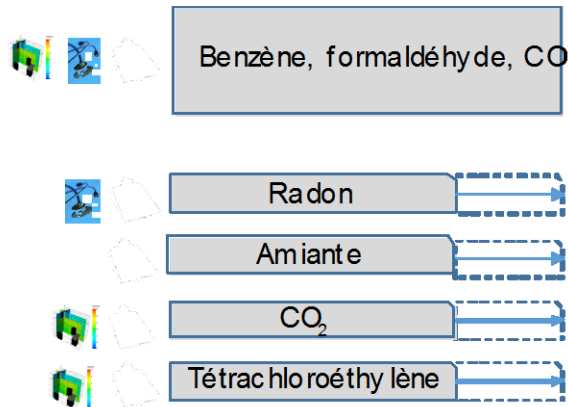 Benzène, formaldéhyde, CO
Radon
Amiante
CO₂
Tétrachloroéthylène